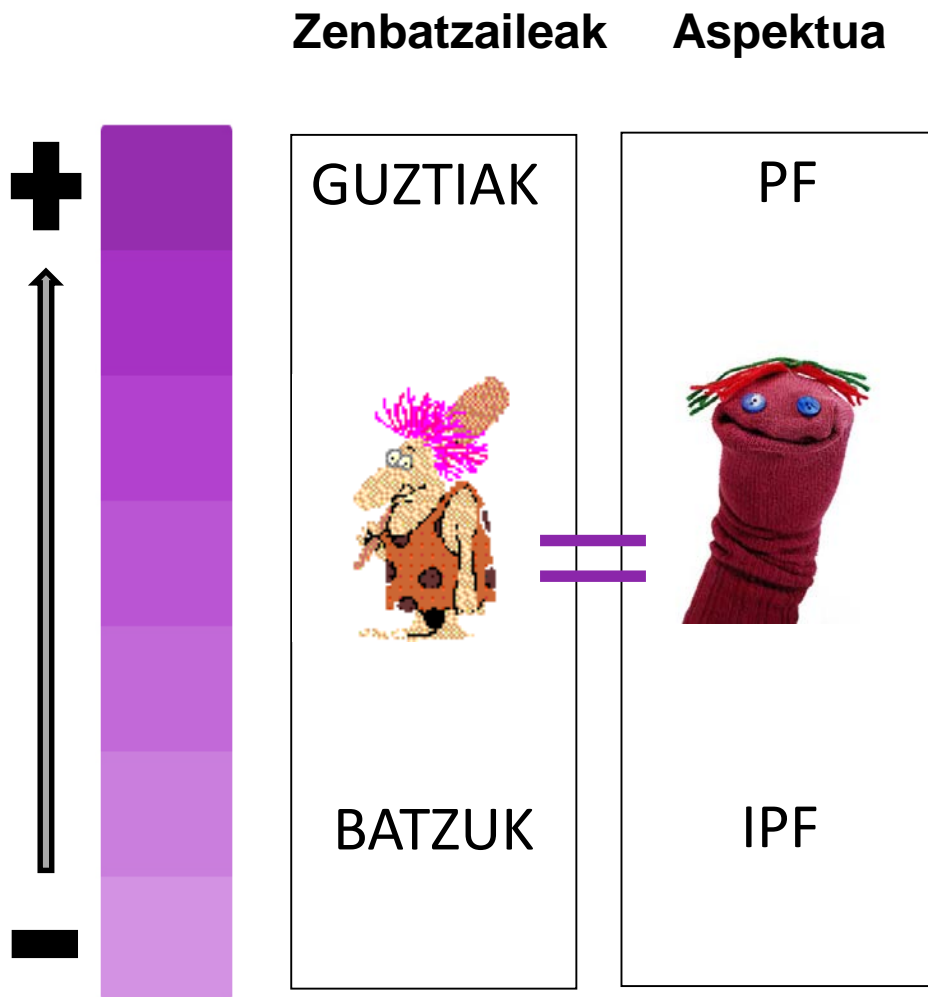 Zenbatzaileak Aspektua
+
GUZTIAK PF
=
BATZUK IPF
-